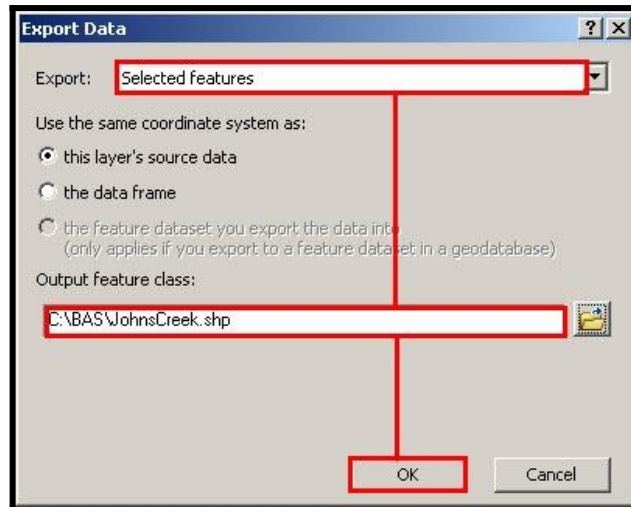 Export Data
Export: Selected features
Use the same coordinate system as:
this layer's source data
the data frame
the feature dataset you export the data into
(only applies if you export to a feature dataset in a geodatabase)
Output feature class:
C:\BAS\JohnsCreek.shp
OK Cancel